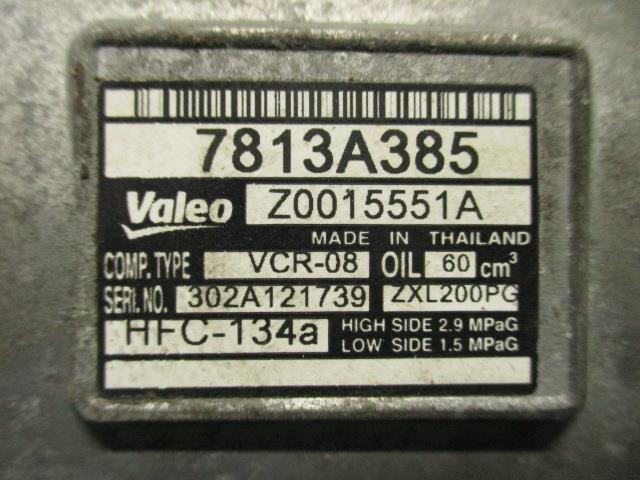 7813A385
Valeo Z0015551A
MADE IN THAILAND
COMP. TYPE VCR-08 OIL 60 cm³
SERI. NO. 302A121739 ZXL200PG
HFC-134a HIGH SIDE 2.9 MPaG
LOW SIDE 1.5 MPaG